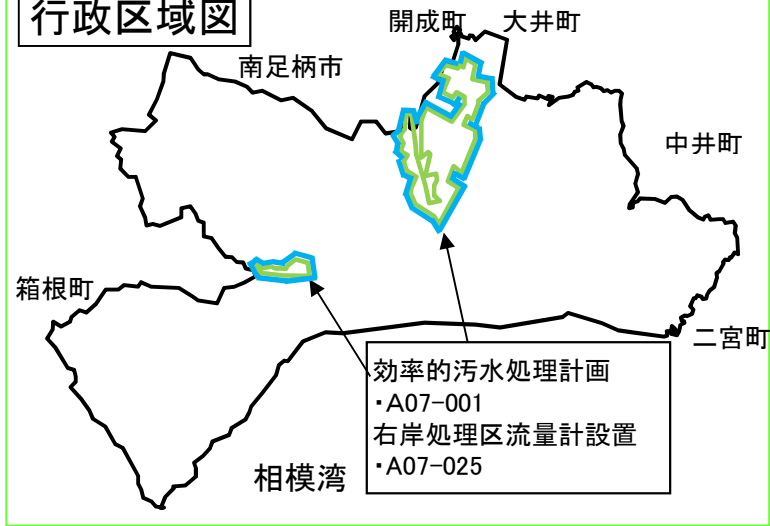 行政区域図
開成町
大井町
南足柄市
中井町
箱根町
二宮町
効率的汚水処理計画
・A07-001
右岸処理区流量計設置
・A07-025
相模湾